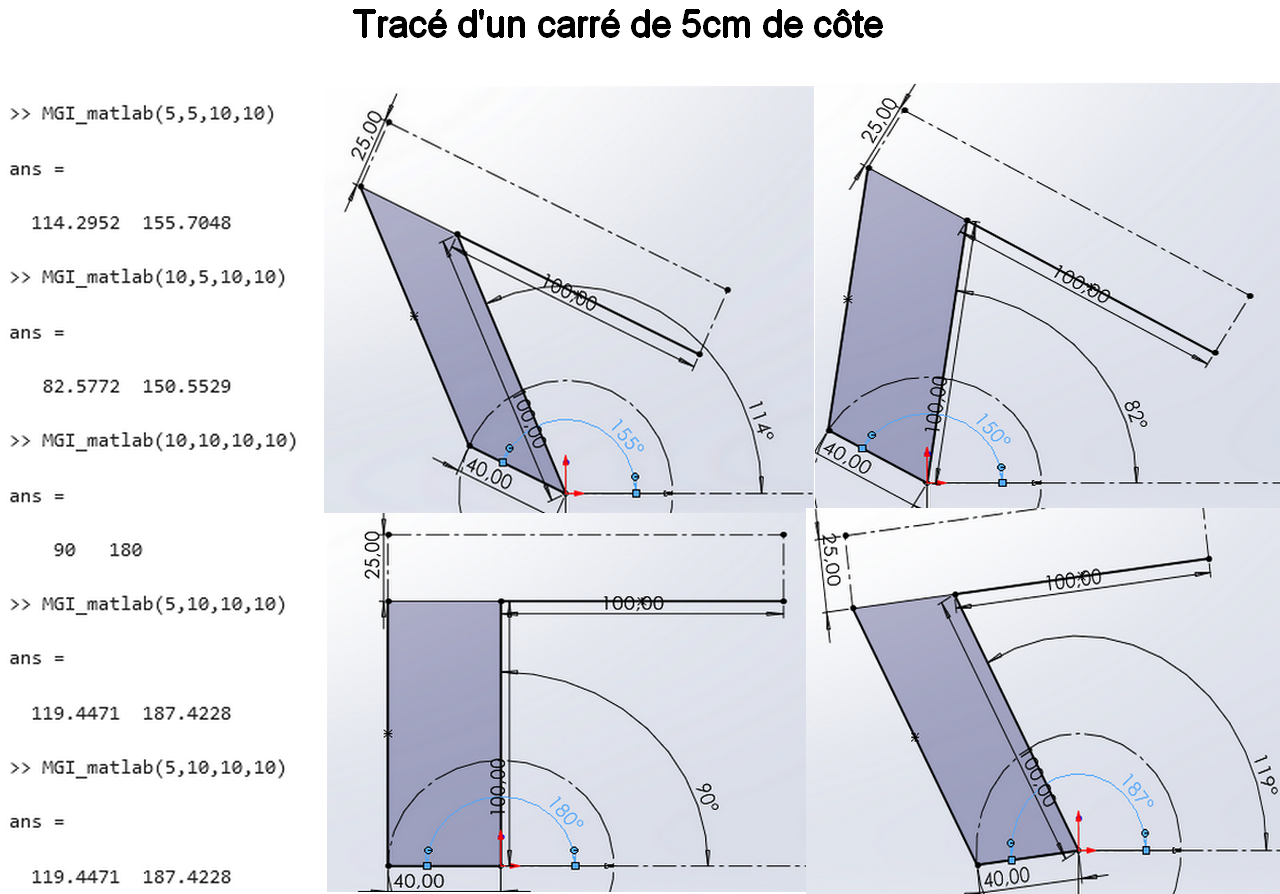 Tracé d'un carré de 5cm de côte
>> MGI_matlab(5,5,10,10)
ans =
114.2952 155.7048
>> MGI_matlab(10,5,10,10)
ans =
82.5772 150.5529
>> MGI_matlab(10,10,10,10)
ans =
90 180
>> MGI_matlab(5,10,10,10)
ans =
119.4471 187.4228
>> MGI_matlab(5,10,10,10)
ans =
119.4471 187.4228
25,00
100,00
100,00
155°
114°
40,00
25,00
100,00
100,00
150°
82°
40,00
25,00
100,00
100,00
180°
90°
40,00
25,00
100,00
100,00
187°
119°
40,00